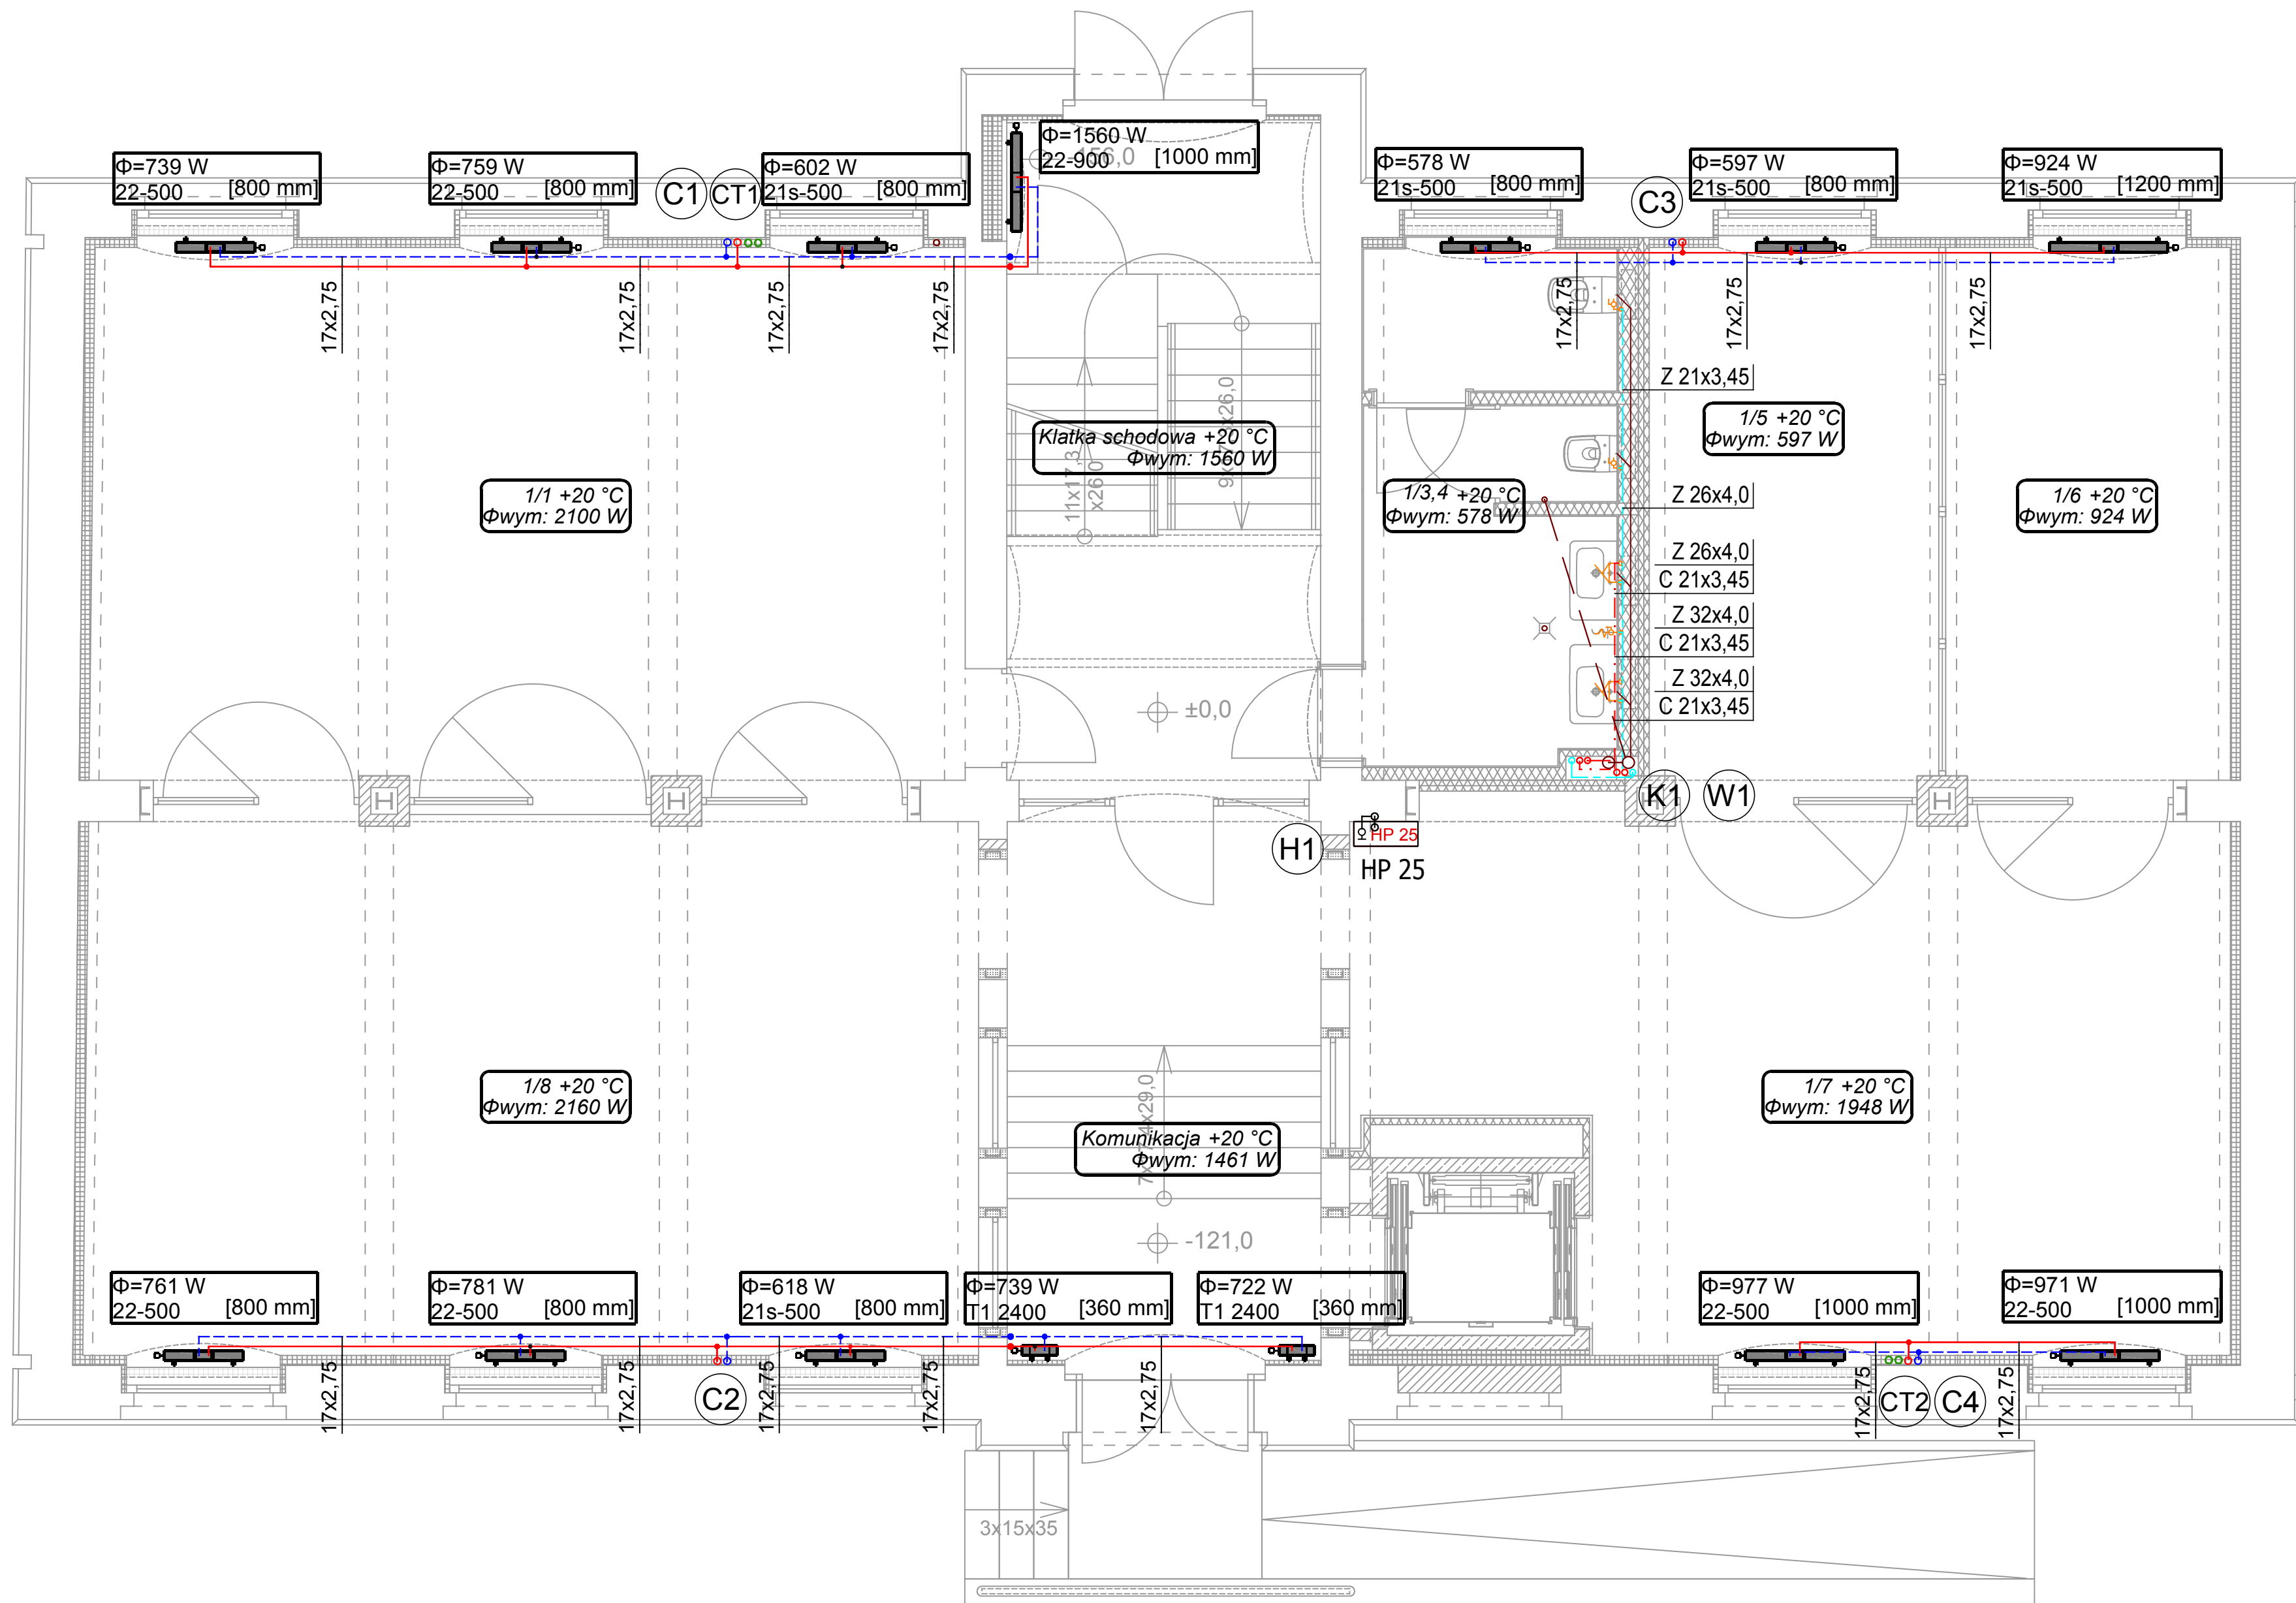 Φ=739 W
22-500 [800 mm]
Φ=759 W
22-500 [800 mm]
C1
CT1
Φ=602 W
21s-500 [800 mm]
Φ=1560 W
22-900 [1000 mm]
-156,0
Φ=578 W
21s-500 [800 mm]
C3
Φ=597 W
21s-500 [800 mm]
Φ=924 W
21s-500 [1200 mm]
17x2,75
17x2,75
17x2,75
17x2,75
17x2,75
17x2,75
17x2,75
Z 21x3,45
1/5 +20 °C
Φwym: 597 W
Klatka schodowa +20 °C
Φwym: 1560 W
11x17,3
x26,0
1/1 +20 °C
Φwym: 2100 W
1/3,4 +20 °C
Φwym: 578 W
Z 26x4,0
1/6 +20 °C
Φwym: 924 W
Z 26x4,0
C 21x3,45
Z 32x4,0
C 21x3,45
Z 32x4,0
C 21x3,45
±0,0
H
H
K1
W1
H
H1
HP 25
HP 25
1/8 +20 °C
Φwym: 2160 W
1/7 +20 °C
Φwym: 1948 W
Komunikacja +20 °C
Φwym: 1461 W
-121,0
Φ=761 W
22-500 [800 mm]
Φ=781 W
22-500 [800 mm]
Φ=618 W
21s-500 [800 mm]
Φ=739 W
T1 2400 [360 mm]
Φ=722 W
T1 2400 [360 mm]
Φ=977 W
22-500 [1000 mm]
Φ=971 W
22-500 [1000 mm]
17x2,75
17x2,75
C2
17x2,75
17x2,75
17x2,75
17x2,75
CT2
C4
17x2,75
3x15x35